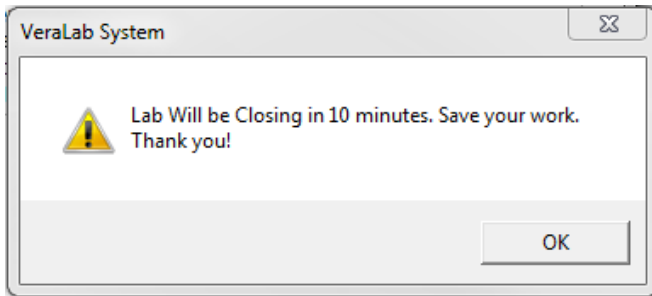 VeraLab System
Lab Will be Closing in 10 minutes. Save your work.
Thank you!
OK